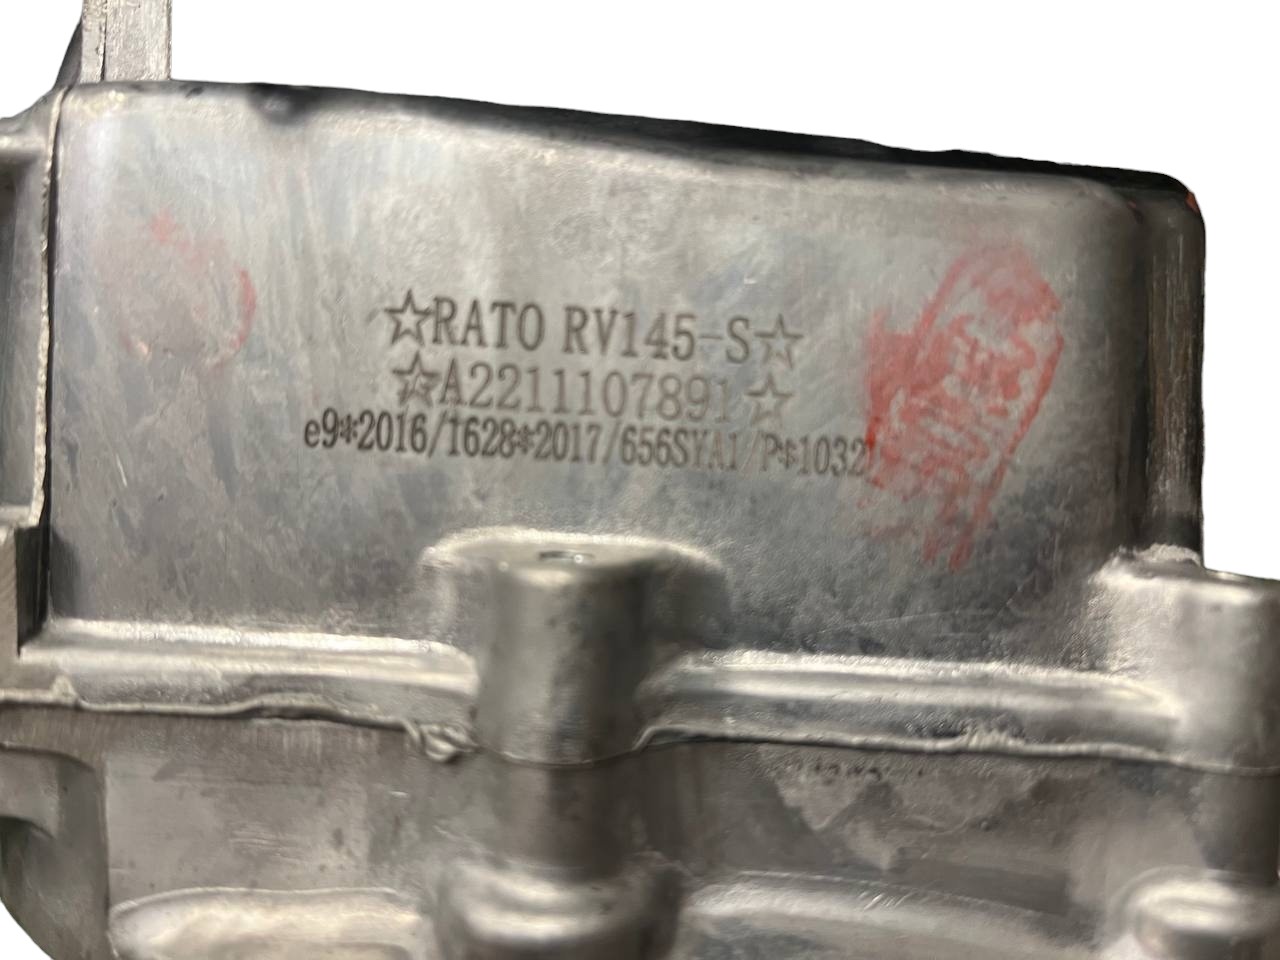 ☆RATO RV145-S☆
☆A2211107891☆
e9*2016/1628*2017/656SYA1/P*1032